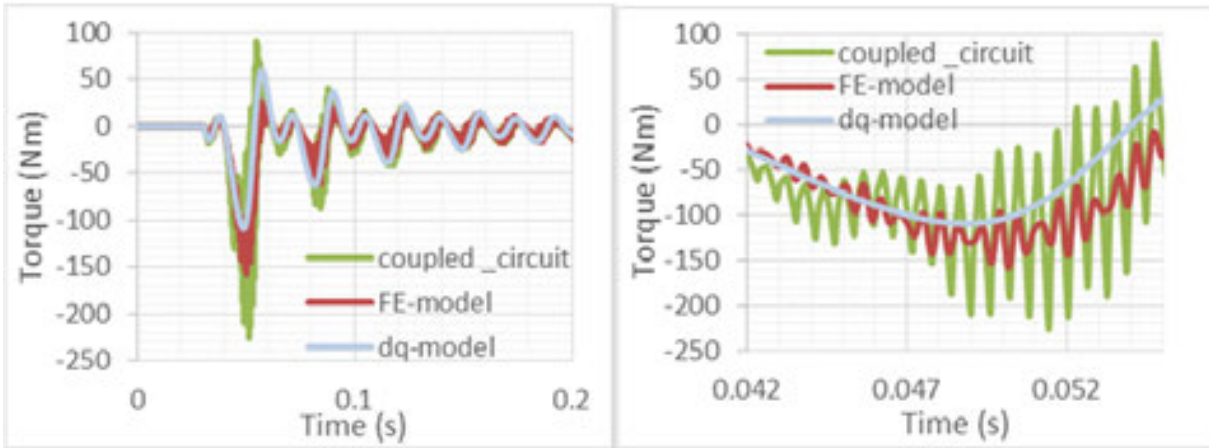 100
50
0
-50
-100
-150
-200
-250
Torque (Nm)
coupled _circuit
FE-model
dq-model
0
0.1
0.2
Time (s)
100
50
0
-50
-100
-150
-200
-250
Torque (Nm)
coupled _circuit
FE-model
dq-model
0.042
0.047
0.052
Time (s)